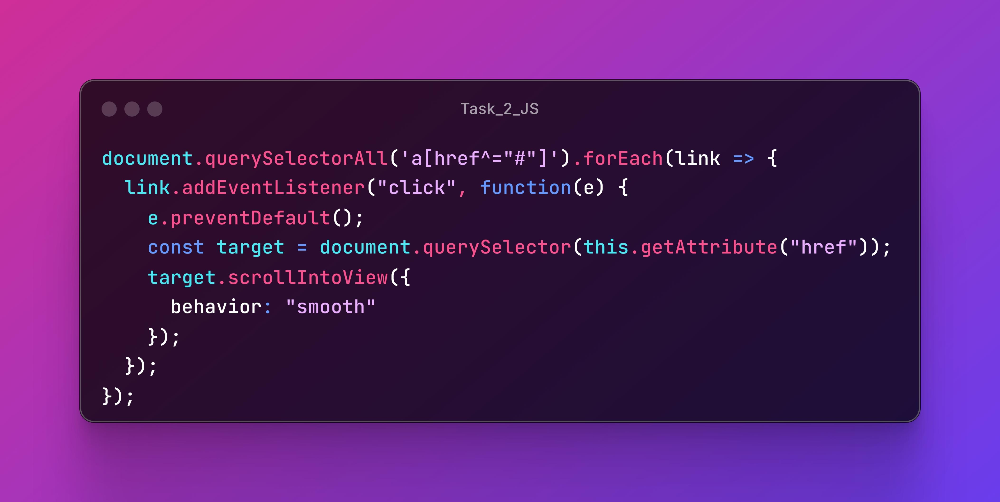 Task_2_JS
document.querySelectorAll('a[href^="#"]').forEach(link => {
  link.addEventListener("click", function(e) {
    e.preventDefault();
    const target = document.querySelector(this.getAttribute("href"));
    target.scrollIntoView({
      behavior: "smooth"
    });
  });
});